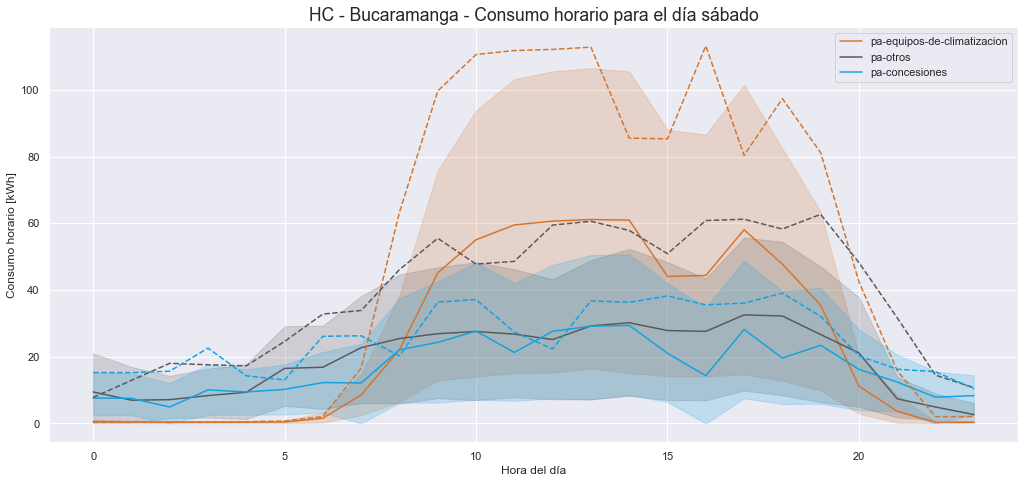 HC - Bucaramanga - Consumo horario para el día sábado
pa-equipos-de-climatizacion
pa-otros
pa-concesiones
Consumo horario [kWh]
100
80
60
40
20
0
0 5 10 15 20
Hora del día